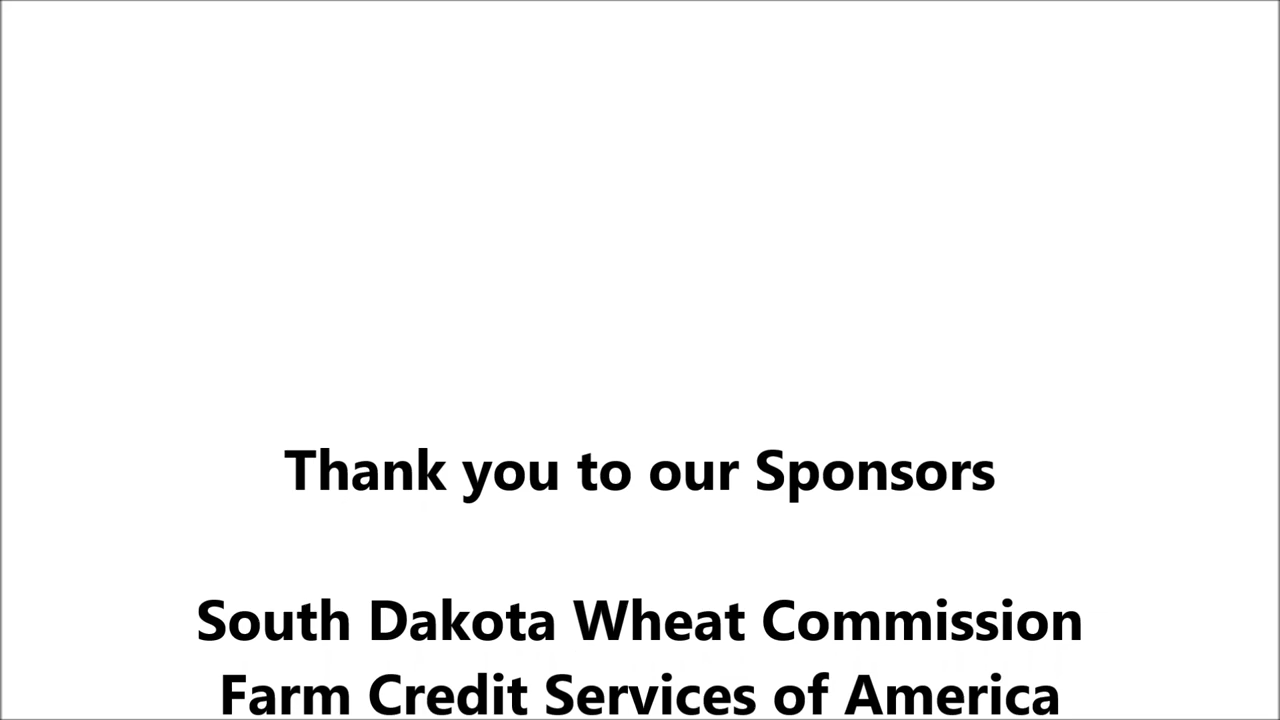 Thank you to our Sponsors
South Dakota Wheat Commission
Farm Credit Services of America